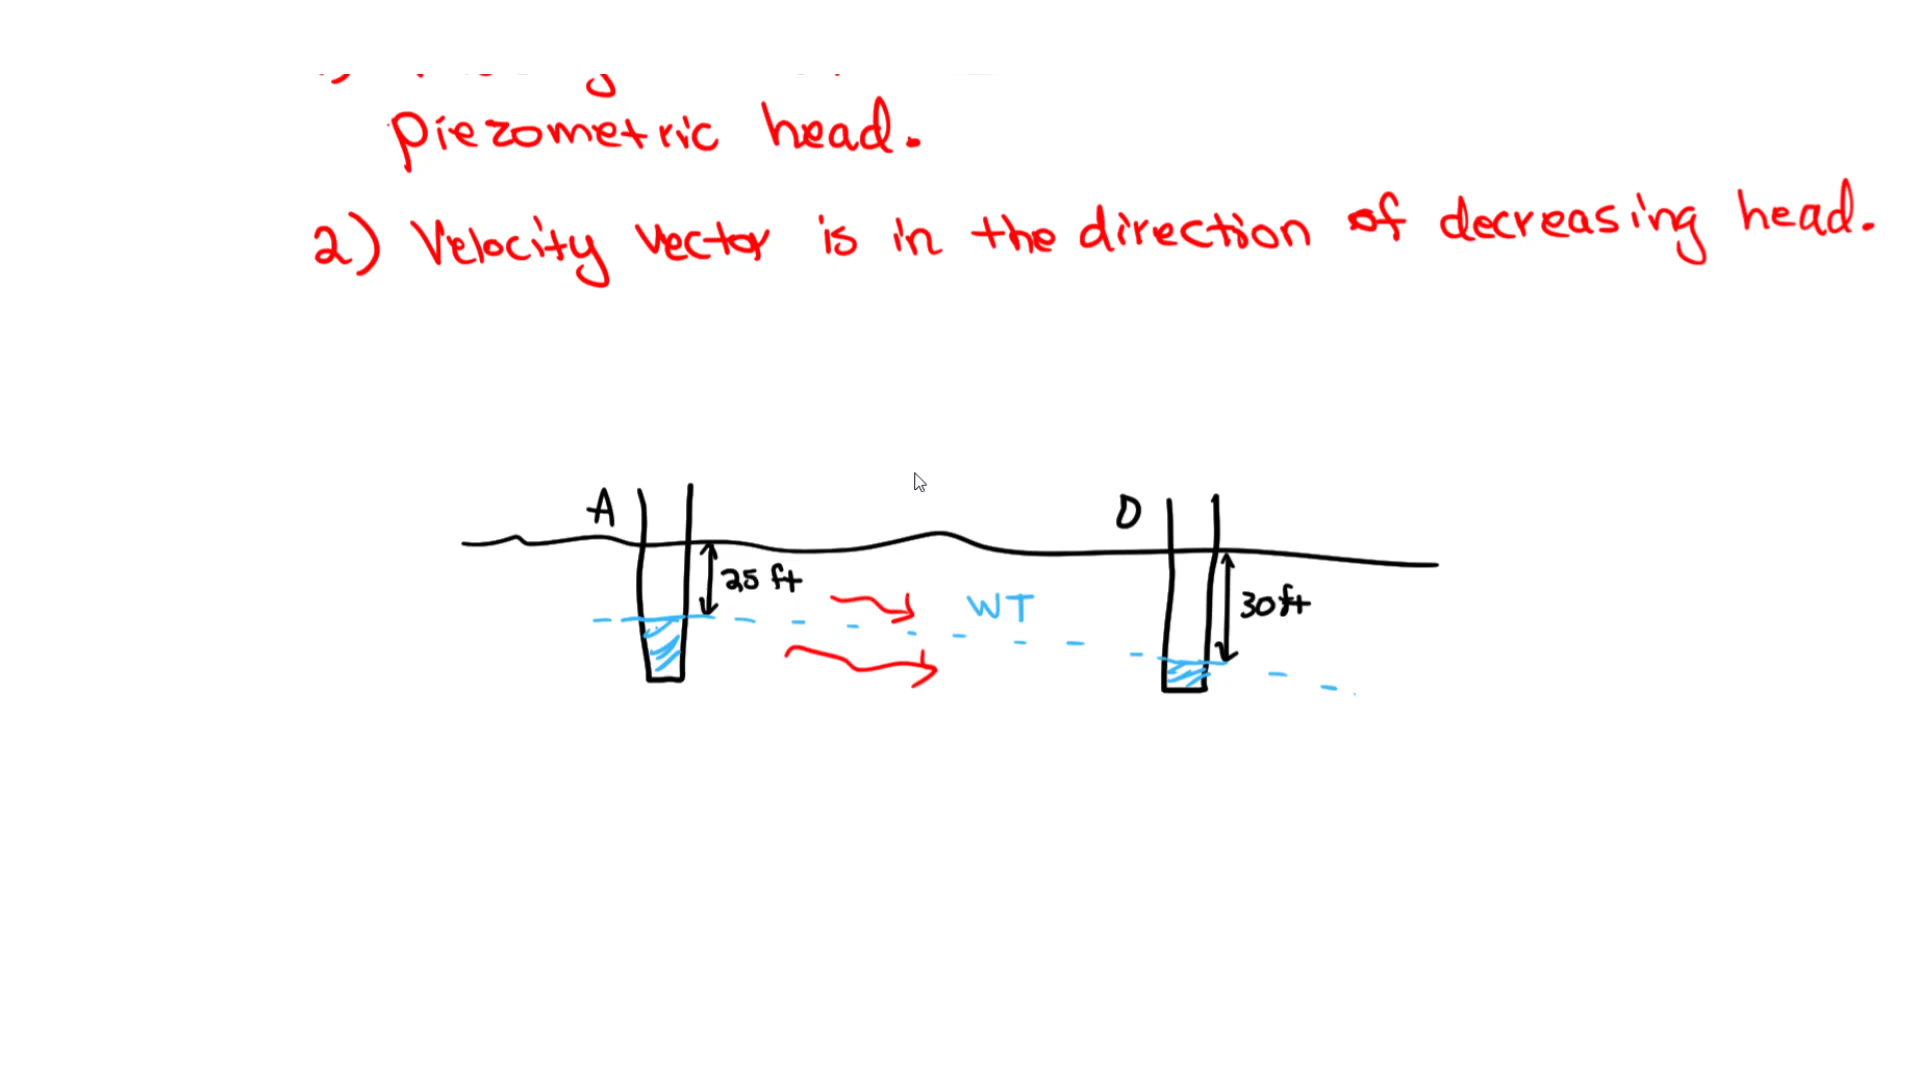 piezometric head.
2) Velocity vector is in the direction of decreasing head.
A
D
25 ft
30ft
WT